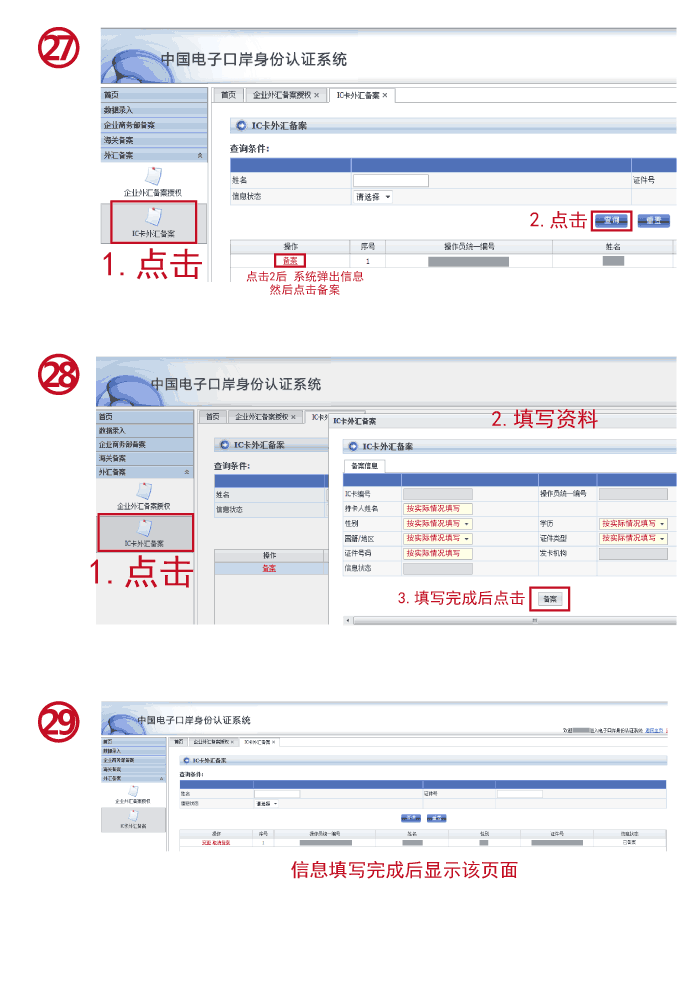 27
中国电子口岸身份认证系统
首页
数据录入
企业商务部备案
海关备案
外汇备案
企业外汇备案授权
IC卡外汇备案
1.点击
首页 企业外汇备案授权 × IC卡外汇备案 ×
IC卡外汇备案
查询条件:
姓名 证件号
信息状态 请选择
2.点击 查询 重置
操作 序号 操作员统一编号 姓名
备案 1
点击2后 系统弹出信息
然后点击备案
28
中国电子口岸身份认证系统
首页
数据录入
企业商务部备案
海关备案
外汇备案
企业外汇备案授权
IC卡外汇备案
1.点击
首页 企业外汇备案授权 × IC卡
IC卡外汇备案
查询条件:
姓名
信息状态
操作
备案
IC卡外汇备案
2.填写资料
IC卡外汇备案
备案信息
IC卡编号 操作员统一编号
持卡人姓名 按实际情况填写
性别 按实际情况填写 学历 按实际情况填写
国籍/地区 按实际情况填写 证件类型 按实际情况填写
证件号码 按实际情况填写 发卡机构
信息状态
3.填写完成后点击 备案
29
中国电子口岸身份认证系统
首页
数据录入
企业商务部备案
海关备案
外汇备案
企业外汇备案授权
IC卡外汇备案
首页 企业外汇备案授权 × IC卡外汇备案 ×
IC卡外汇备案
查询条件:
姓名 证件号
信息状态 请选择
查询 重置
操作 序号 操作员统一编号 姓名 性别 证件号 信息状态
1 已备案
信息填写完成后显示该页面